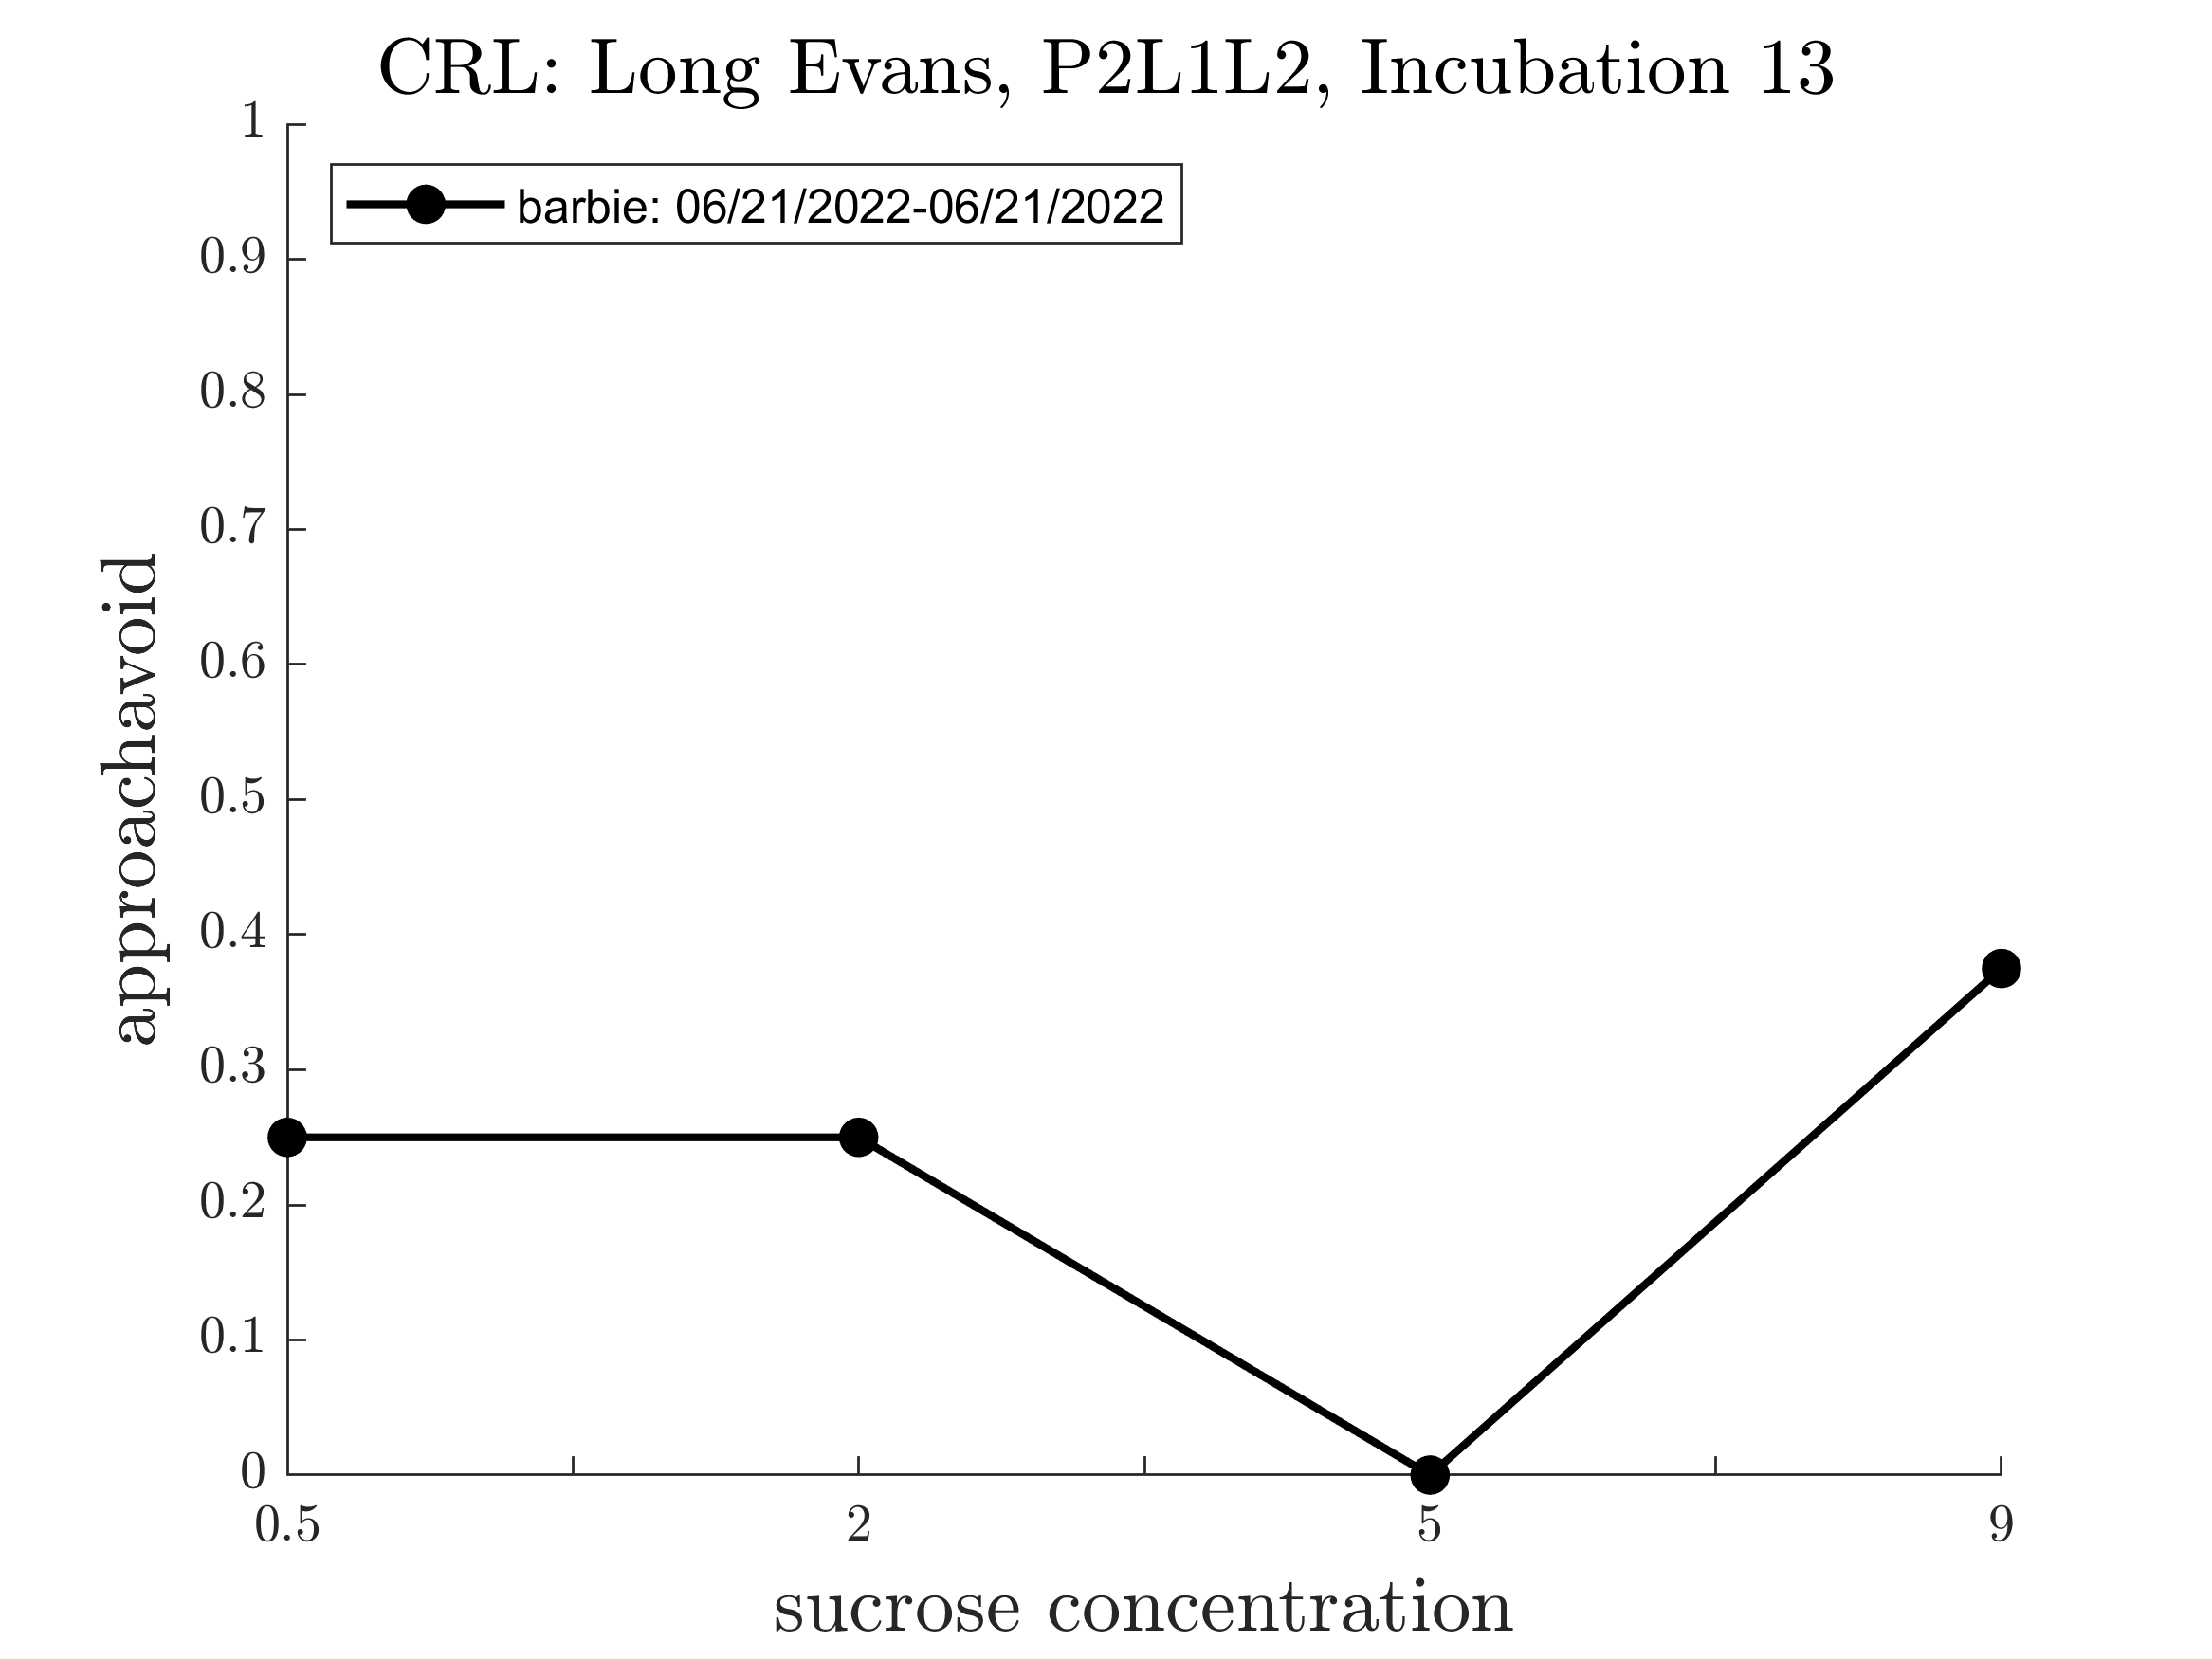 CRL: Long Evans, P2L1L2, Incubation 13
barbie: 06/21/2022-06/21/2022
approachavoid
1
0.9
0.8
0.7
0.6
0.5
0.4
0.3
0.2
0.1
0
0.5 2 5 9
sucrose concentration